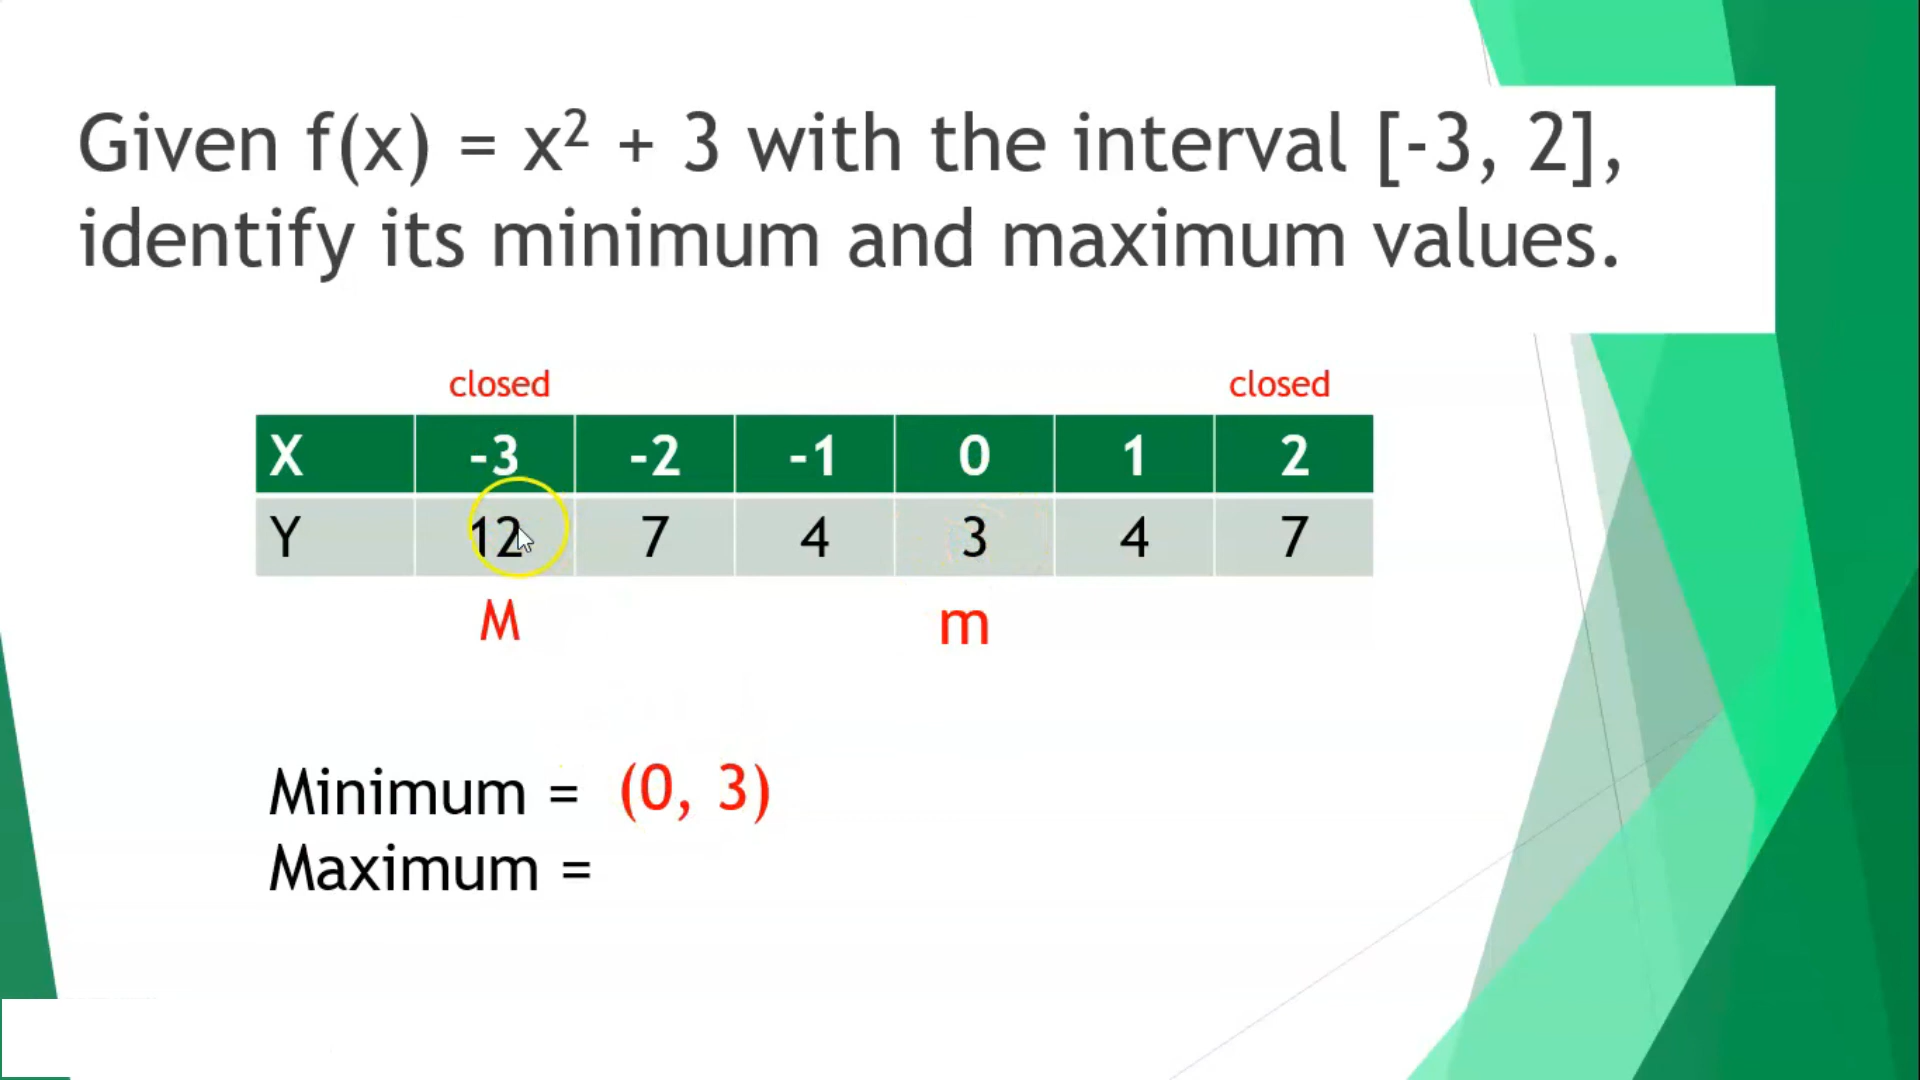 Given f(x) = x² + 3 with the interval [-3, 2],
identify its minimum and maximum values.
closed closed
X -3 -2 -1 0 1 2
Y 12 7 4 3 4 7
M m
Minimum = (0, 3)
Maximum =